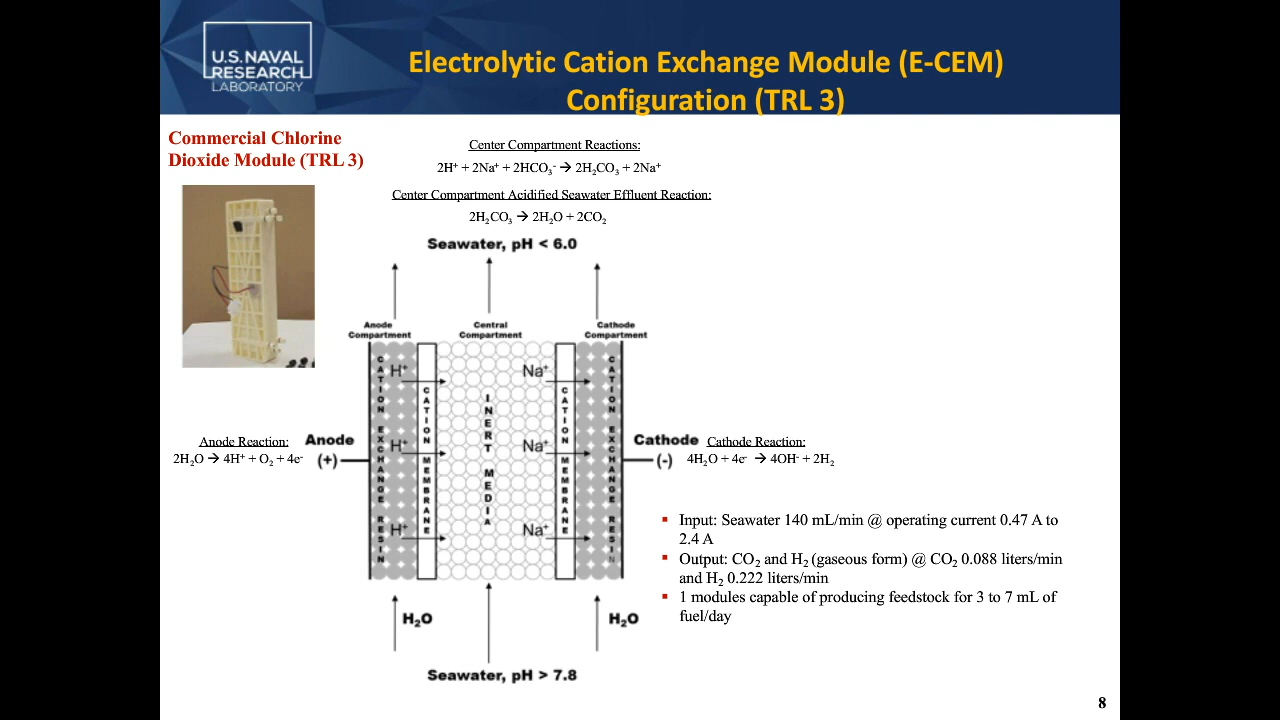 U.S. NAVAL
RESEARCH
LABORATORY
Electrolytic Cation Exchange Module (E-CEM)
Configuration (TRL 3)
Commercial Chlorine
Dioxide Module (TRL 3)
Center Compartment Reactions:
2H⁺ + 2Na⁺ + 2HCO₃⁻ → 2H₂CO₃ + 2Na⁺
Center Compartment Acidified Seawater Effluent Reaction:
2H₂CO₃ → 2H₂O + 2CO₂
Seawater, pH < 6.0
Anode
Compartment
Central
Compartment
Cathode
Compartment
CATION EXCHANGE RESIN
H⁺
H⁺
H⁺
CATION MEMBRANE
INERT MEDIA
Na⁺
Na⁺
Na⁺
CATION MEMBRANE
CATION EXCHANGE RESIN
Anode Reaction:
2H₂O → 4H⁺ + O₂ + 4e⁻
Anode
(+)
Cathode
(-)
Cathode Reaction:
4H₂O + 4e⁻ → 4OH⁻ + 2H₂
▪ Input: Seawater 140 mL/min @ operating current 0.47 A to
2.4 A
▪ Output: CO₂ and H₂ (gaseous form) @ CO₂ 0.088 liters/min
and H₂ 0.222 liters/min
▪ 1 modules capable of producing feedstock for 3 to 7 mL of
fuel/day
H₂O
H₂O
Seawater, pH > 7.8
8